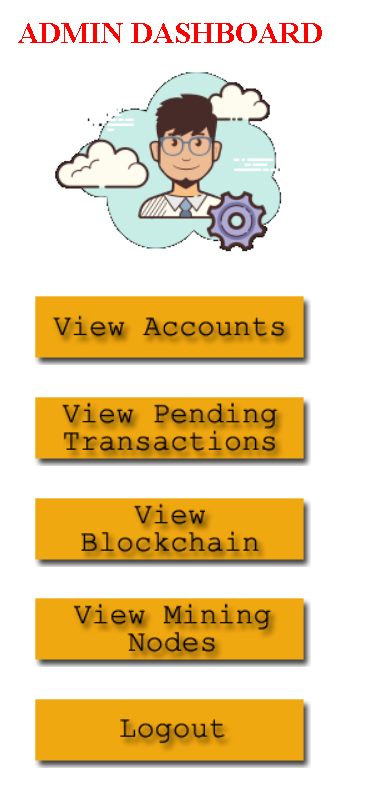 ADMIN DASHBOARD
View Accounts
View Pending
Transactions
View
Blockchain
View Mining
Nodes
Logout